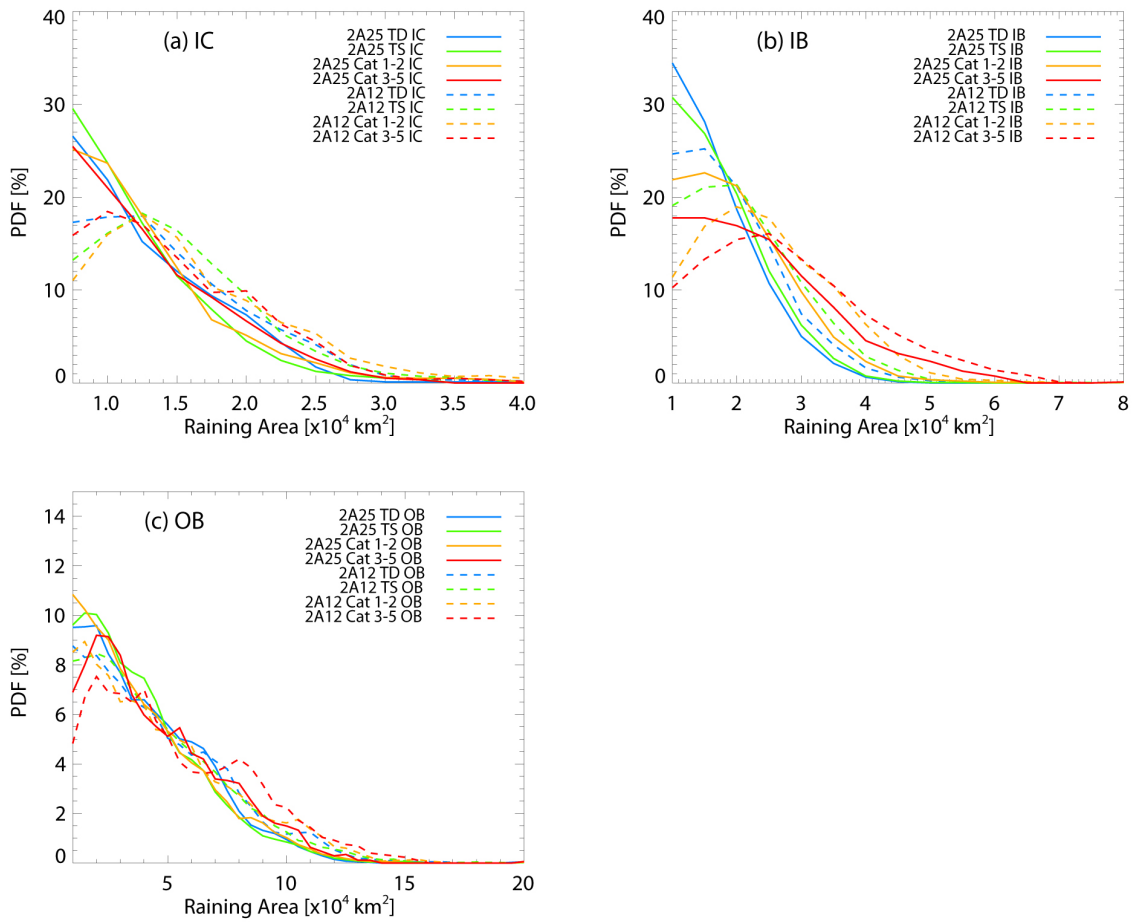 (a) IC
2A25 TD IC
2A25 TS IC
2A25 Cat 1-2 IC
2A25 Cat 3-5 IC
2A12 TD IC
2A12 TS IC
2A12 Cat 1-2 IC
2A12 Cat 3-5 IC
40
30
20
10
0
PDF [%]
1.0 1.5 2.0 2.5 3.0 3.5 4.0
Raining Area [x10⁴ km²]
(b) IB
2A25 TD IB
2A25 TS IB
2A25 Cat 1-2 IB
2A25 Cat 3-5 IB
2A12 TD IB
2A12 TS IB
2A12 Cat 1-2 IB
2A12 Cat 3-5 IB
40
30
20
10
0
PDF [%]
1 2 3 4 5 6 7 8
Raining Area [x10⁴ km²]
(c) OB
2A25 TD OB
2A25 TS OB
2A25 Cat 1-2 OB
2A25 Cat 3-5 OB
2A12 TD OB
2A12 TS OB
2A12 Cat 1-2 OB
2A12 Cat 3-5 OB
14
12
10
8
6
4
2
0
PDF [%]
5 10 15 20
Raining Area [x10⁴ km²]